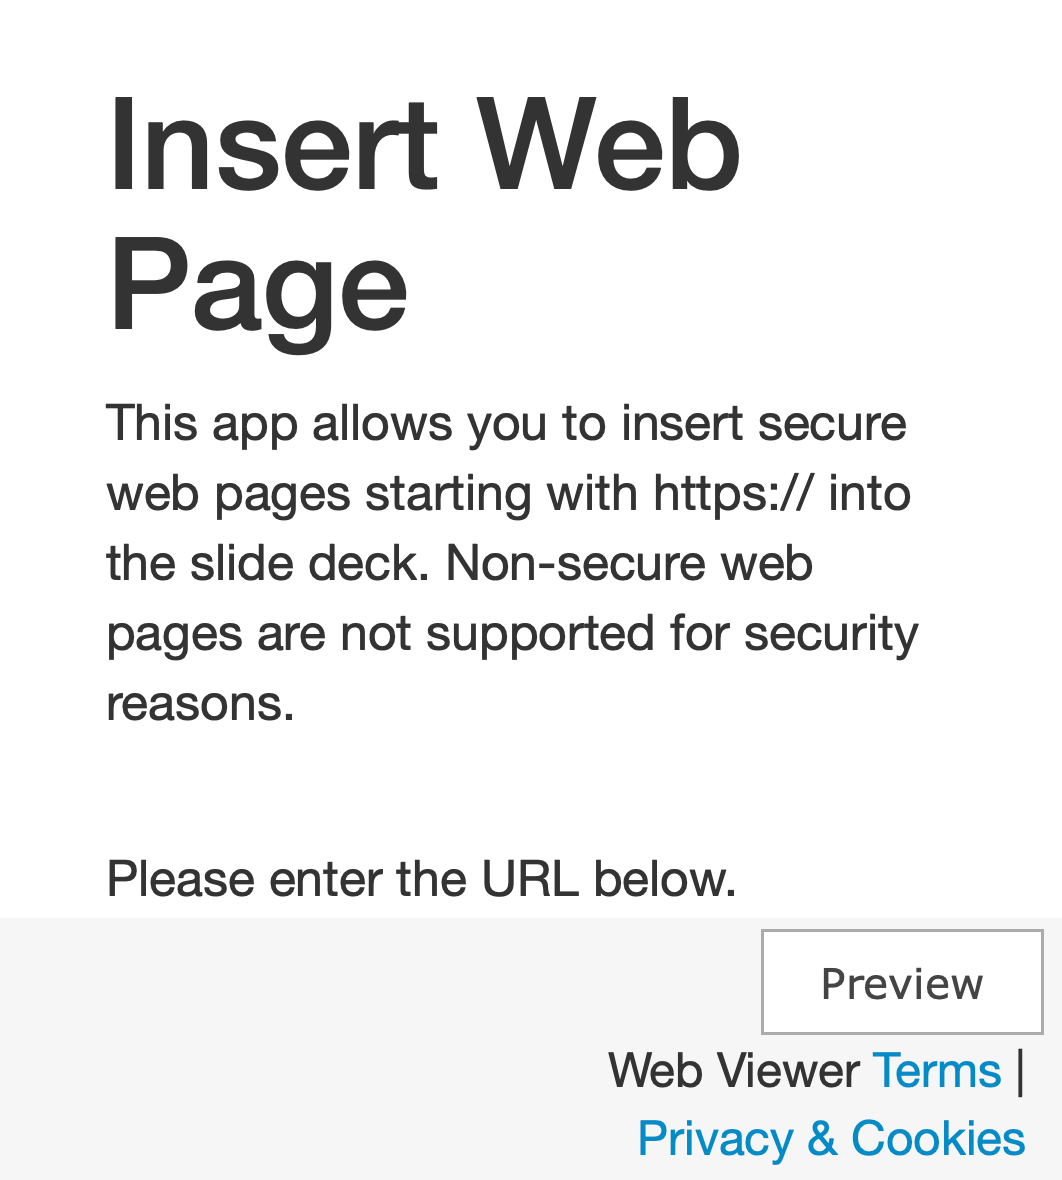 Insert Web
Page
This app allows you to insert secure
web pages starting with https:// into
the slide deck. Non-secure web
pages are not supported for security
reasons.
Please enter the URL below.
Preview
Web Viewer Terms |
Privacy & Cookies